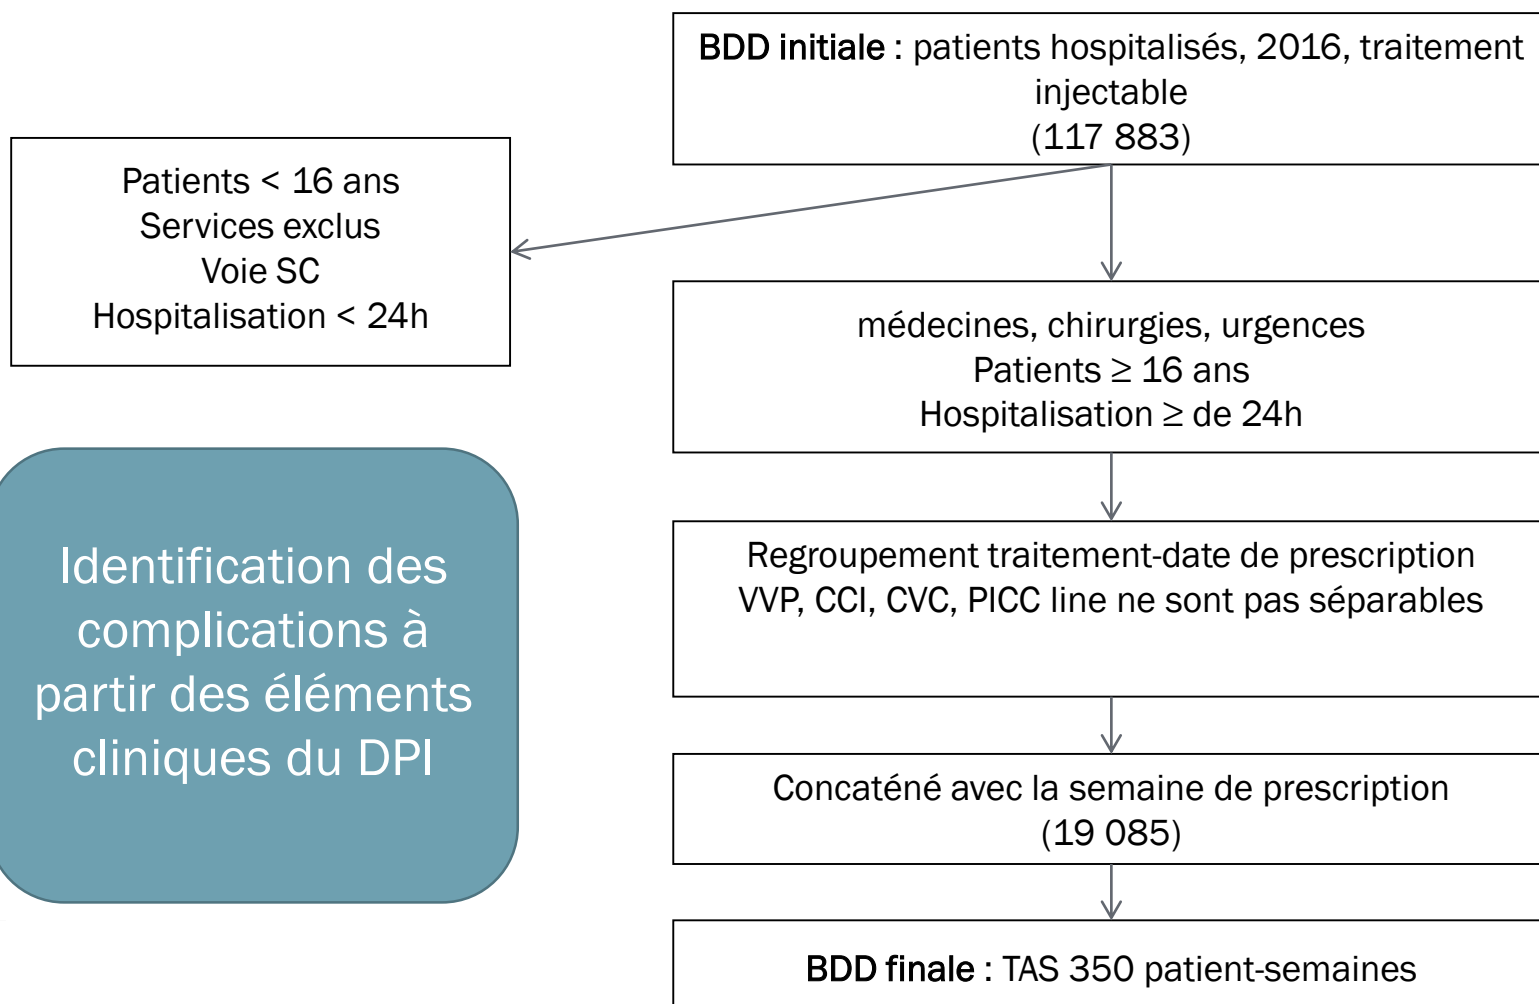 BDD initiale : patients hospitalisés, 2016, traitement
injectable
(117 883)
Patients < 16 ans
Services exclus
Voie SC
Hospitalisation < 24h
médecines, chirurgies, urgences
Patients ≥ 16 ans
Hospitalisation ≥ de 24h
Identification des
complications à
partir des éléments
cliniques du DPI
Regroupement traitement-date de prescription
VVP, CCI, CVC, PICC line ne sont pas séparables
Concaténé avec la semaine de prescription
(19 085)
BDD finale : TAS 350 patient-semaines